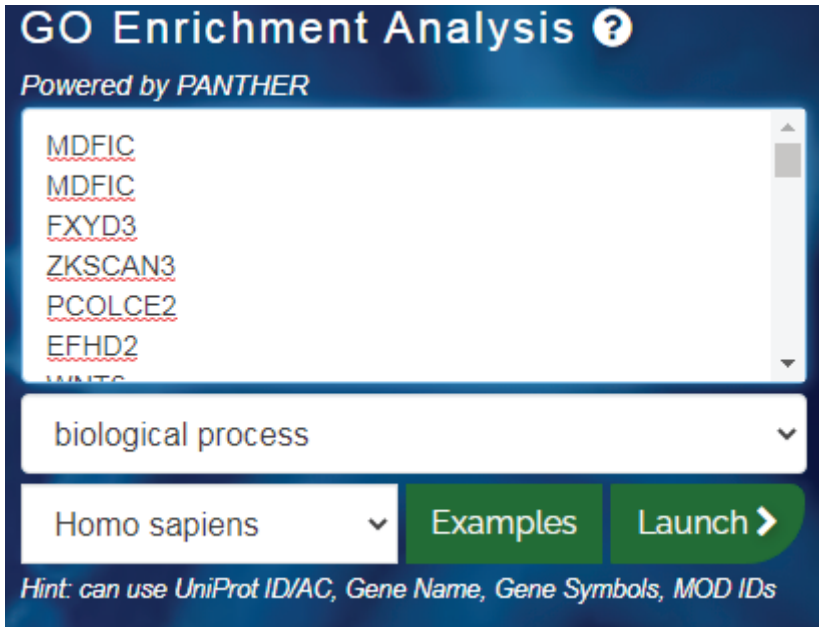 GO Enrichment Analysis ?
Powered by PANTHER
MDFIC
MDFIC
FXYD3
ZKSCAN3
PCOLCE2
EFHD2
biological process
Homo sapiens Examples Launch
Hint: can use UniProt ID/AC, Gene Name, Gene Symbols, MOD IDs